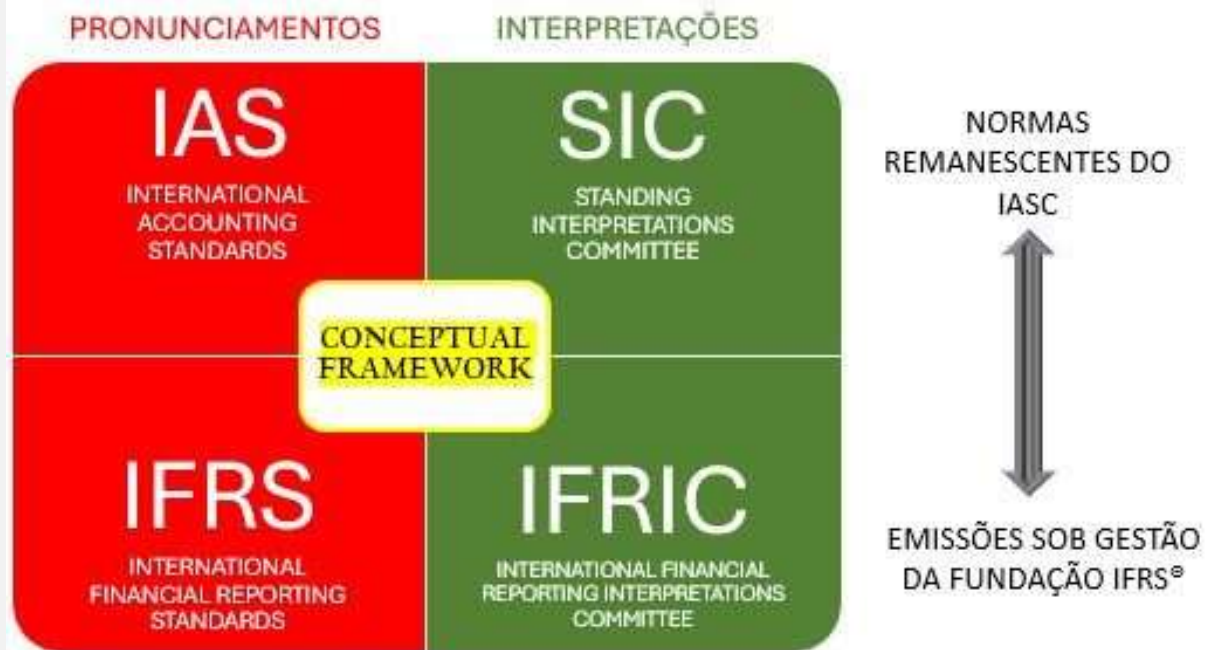 PRONUNCIAMENTOS
INTERPRETAÇÕES
IAS
INTERNATIONAL
ACCOUNTING
STANDARDS
SIC
STANDING
INTERPRETATIONS
COMMITTEE
CONCEPTUAL
FRAMEWORK
IFRS
INTERNATIONAL
FINANCIAL REPORTING
STANDARDS
IFRIC
INTERNATIONAL FINANCIAL
REPORTING INTERPRETATIONS
COMMITTEE
NORMAS
REMANESCENTES DO
IASC
EMISSÕES SOB GESTÃO
DA FUNDAÇÃO IFRS®